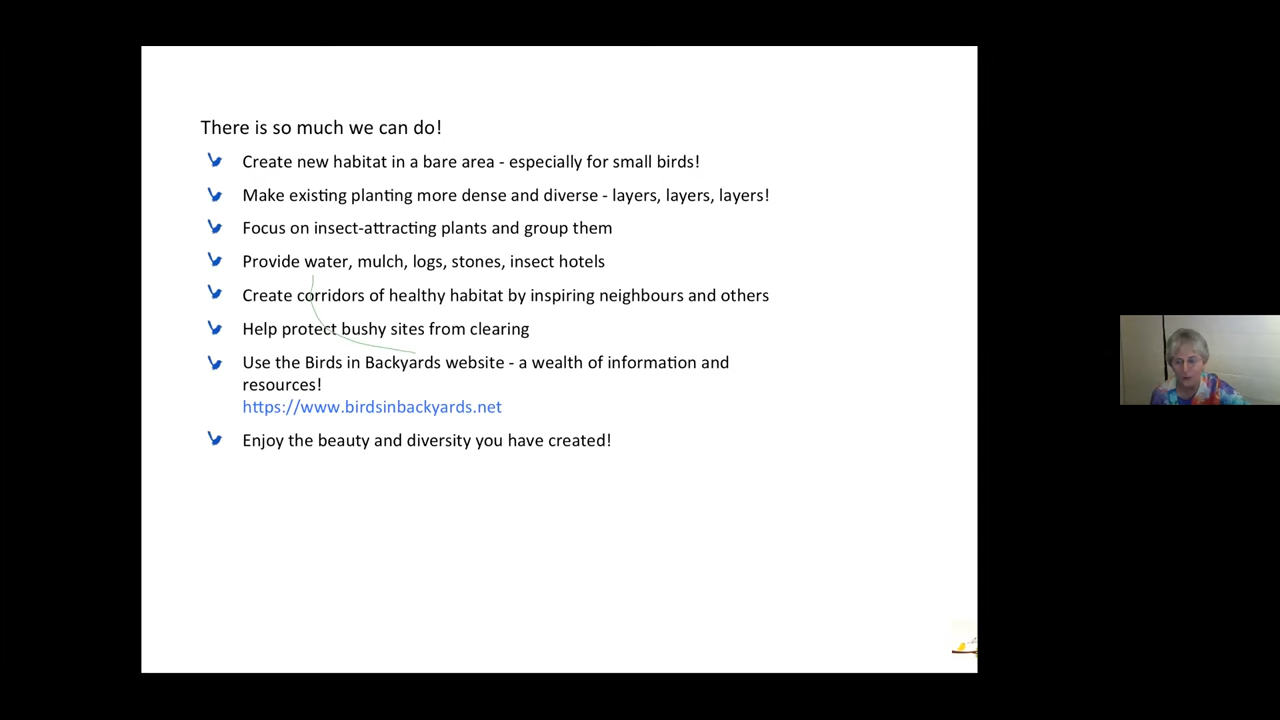 There is so much we can do!
Create new habitat in a bare area - especially for small birds!
Make existing planting more dense and diverse - layers, layers, layers!
Focus on insect-attracting plants and group them
Provide water, mulch, logs, stones, insect hotels
Create corridors of healthy habitat by inspiring neighbours and others
Help protect bushy sites from clearing
Use the Birds in Backyards website - a wealth of information and
resources!
https://www.birdsinbackyards.net
Enjoy the beauty and diversity you have created!